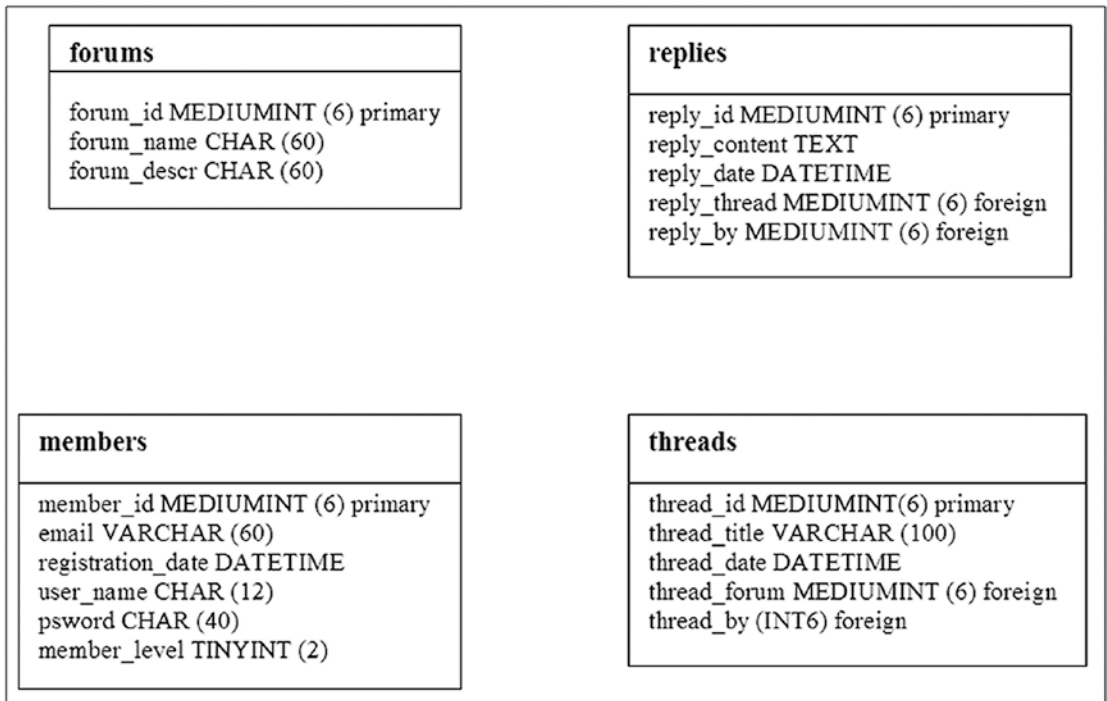 forums
forum_id MEDIUMINT (6) primary
forum_name CHAR (60)
forum_descr CHAR (60)
replies
reply_id MEDIUMINT (6) primary
reply_content TEXT
reply_date DATETIME
reply_thread MEDIUMINT (6) foreign
reply_by MEDIUMINT (6) foreign
members
member_id MEDIUMINT (6) primary
email VARCHAR (60)
registration_date DATETIME
user_name CHAR (12)
psword CHAR (40)
member_level TINYINT (2)
threads
thread_id MEDIUMINT(6) primary
thread_title VARCHAR (100)
thread_date DATETIME
thread_forum MEDIUMINT (6) foreign
thread_by (INT6) foreign